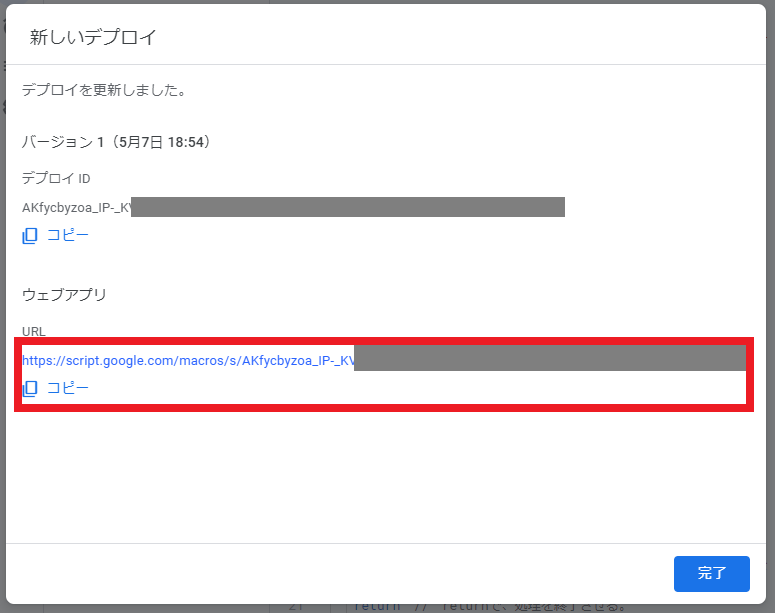 新しいデプロイ
デプロイを更新しました。
バージョン 1（5月7日 18:54）
デプロイ ID
AKfycbyzoa_IP-_KV
コピー
ウェブアプリ
URL
https://script.google.com/macros/s/AKfycbyzoa_IP-_KV
コピー
完了
21 return // returnで、処理を終了させる。